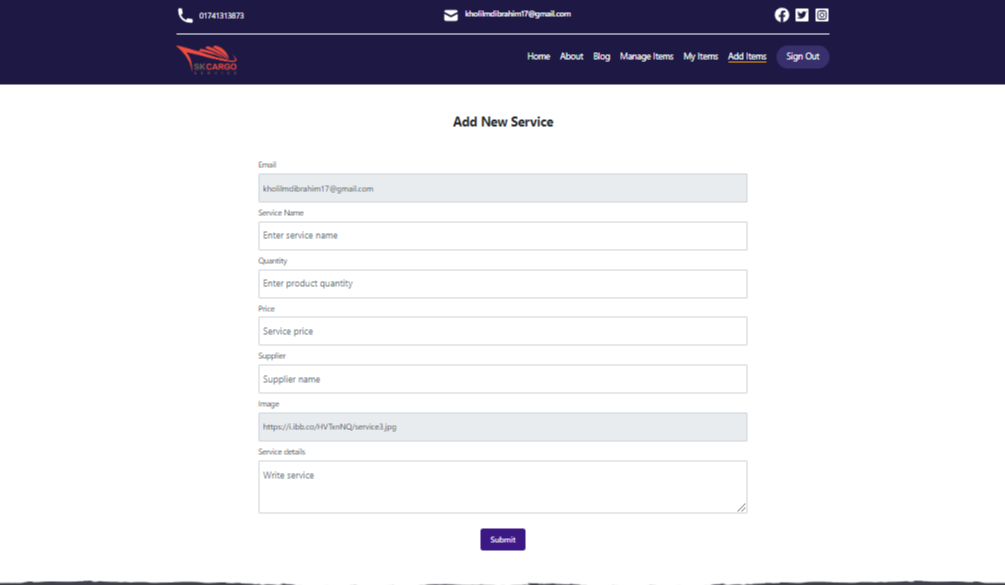 01741313873
kholilmdibrahim17@gmail.com
SKCARGO
SERVICE
Home About Blog Manage Items My Items Add Items Sign Out
Add New Service
Email
kholilmdibrahim17@gmail.com
Service Name
Enter service name
Quantity
Enter product quantity
Price
Service price
Supplier
Supplier name
Image
https://i.ibb.co/HVTxnNQ/service3.jpg
Service details
Write service
Submit